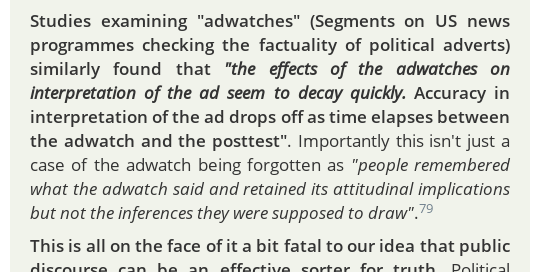 Studies examining "adwatches" (Segments on US news
programmes checking the factuality of political adverts)
similarly found that "the effects of the adwatches on
interpretation of the ad seem to decay quickly. Accuracy in
interpretation of the ad drops off as time elapses between
the adwatch and the posttest". Importantly this isn't just a
case of the adwatch being forgotten as "people remembered
what the adwatch said and retained its attitudinal implications
but not the inferences they were supposed to draw".79
This is all on the face of it a bit fatal to our idea that public
discourse can be an effective sorter for truth. Political